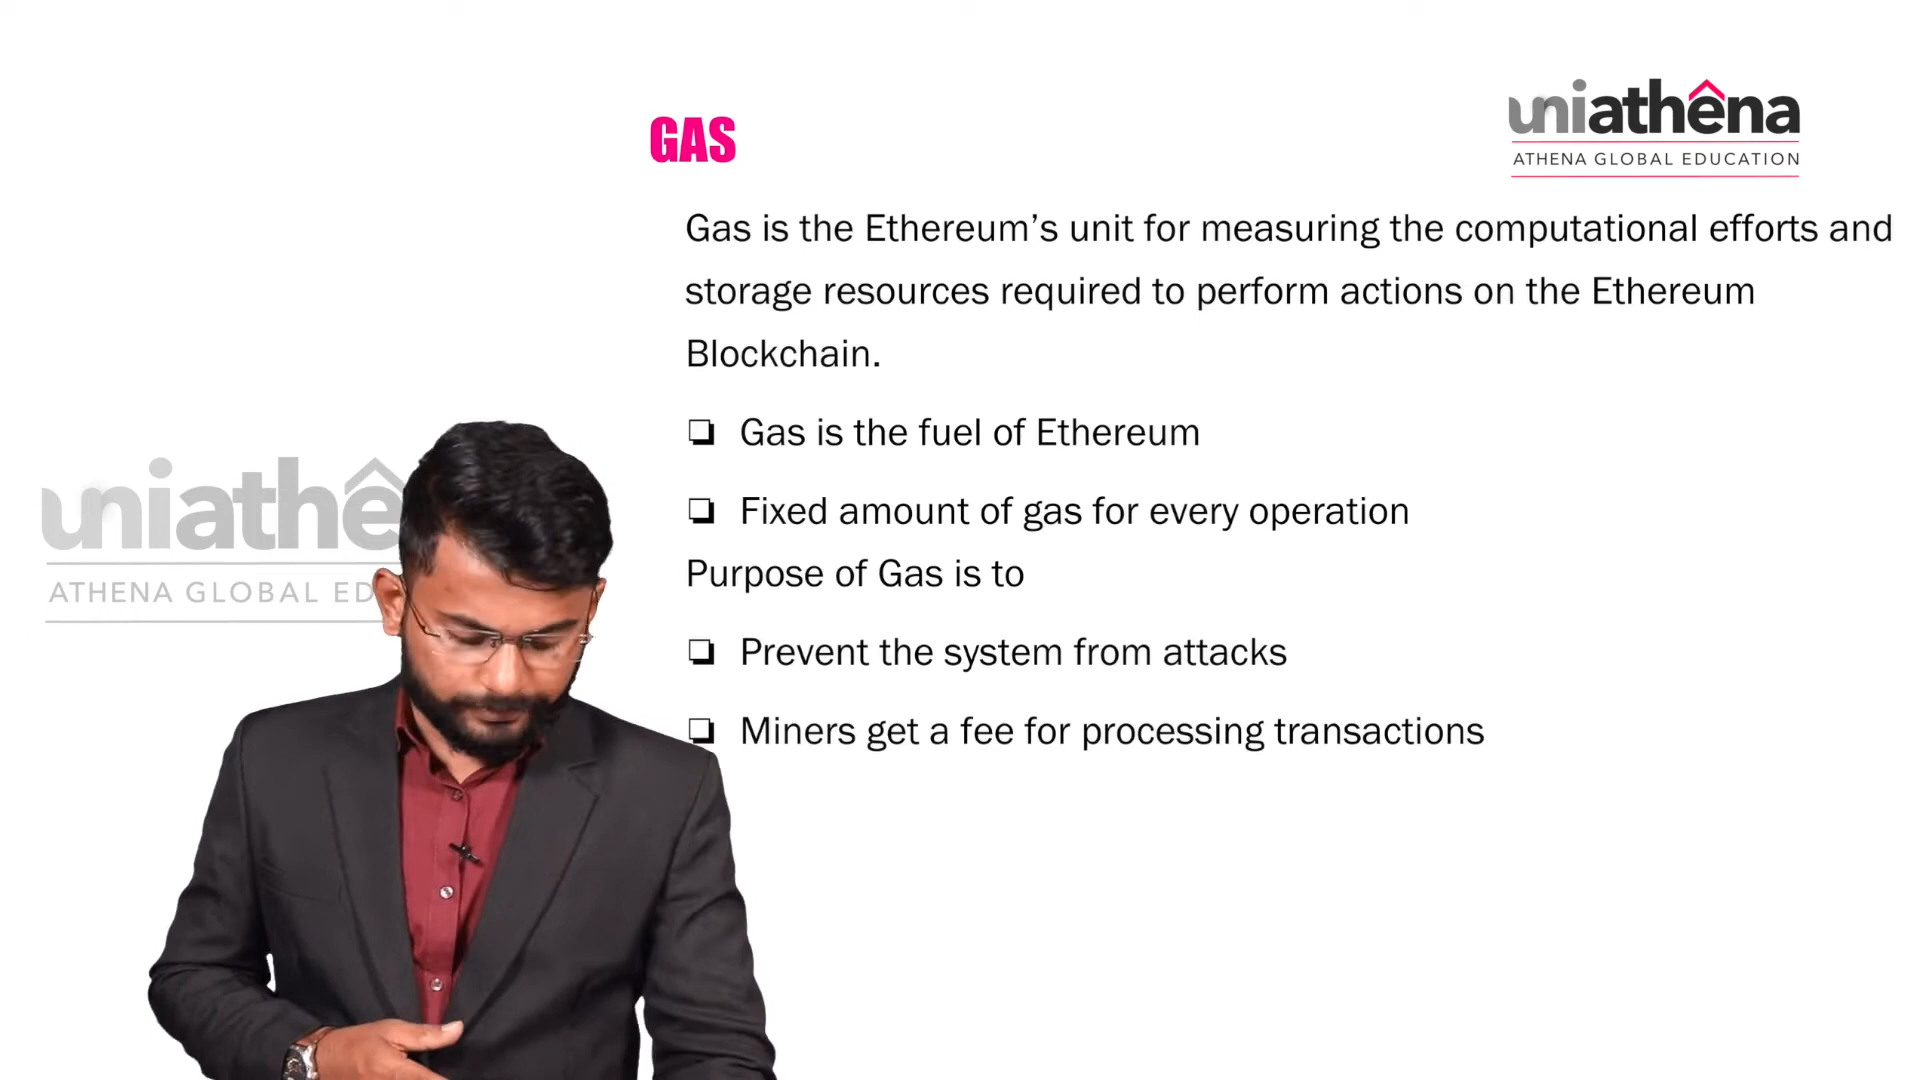 uniathena
ATHENA GLOBAL EDUCATION
GAS
Gas is the Ethereum’s unit for measuring the computational efforts and
storage resources required to perform actions on the Ethereum
Blockchain.
❑ Gas is the fuel of Ethereum
❑ Fixed amount of gas for every operation
Purpose of Gas is to
❑ Prevent the system from attacks
❑ Miners get a fee for processing transactions
uniathe
ATHENA GLOBAL ED